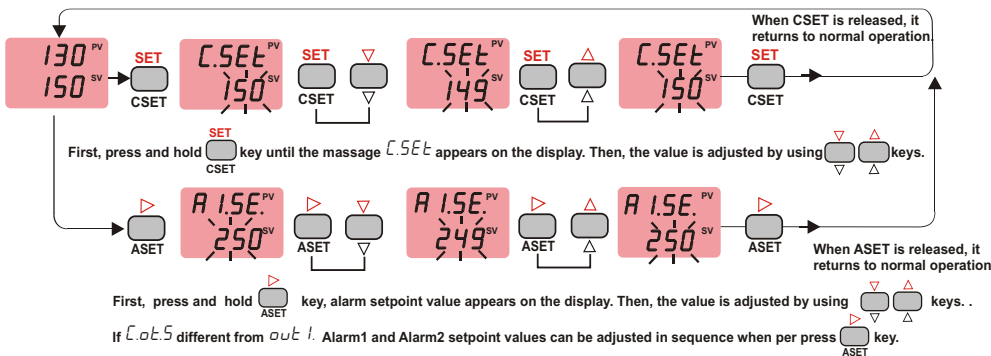 When CSET is released, it
returns to normal operation.
130 PV
150 SV
SET
CSET
C.SEt PV
150 SV
SET
CSET
C.SEt PV
149 SV
SET
CSET
C.SEt PV
150 SV
SET
CSET
First, press and hold SET CSET key until the massage C.SEt appears on the display. Then, the value is adjusted by using keys.
ASET
A1.SE. PV
250 SV
ASET
A1.SE. PV
249 SV
ASET
A1.SE. PV
250 SV
ASET
When ASET is released, it
returns to normal operation
First, press and hold ASET key, alarm setpoint value appears on the display. Then, the value is adjusted by using keys. .
If C.ot.S different from out 1. Alarm1 and Alarm2 setpoint values can be adjusted in sequence when per press ASET key.